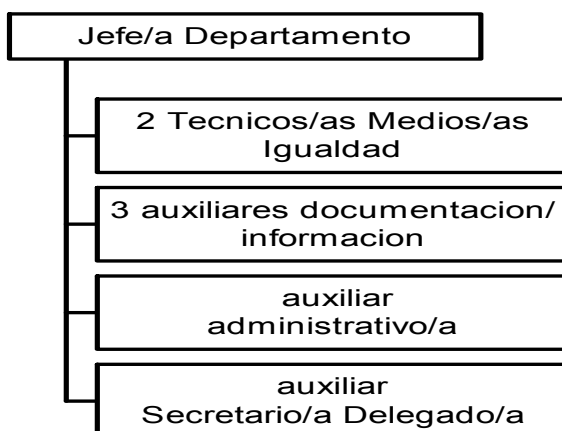 Jefe/a Departamento
2 Tecnicos/as Medios/as
Igualdad
3 auxiliares documentacion/
informacion
auxiliar
administrativo/a
auxiliar
Secretario/a Delegado/a